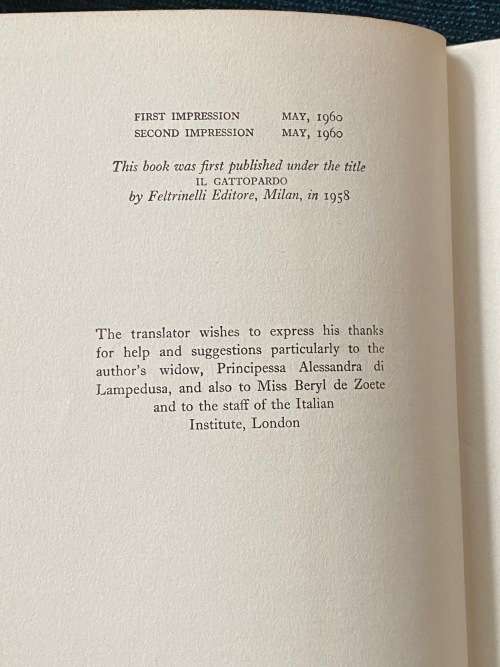 FIRST IMPRESSION MAY, 1960
SECOND IMPRESSION MAY, 1960
This book was first published under the title
IL GATTOPARDO
by Feltrinelli Editore, Milan, in 1958
The translator wishes to express his thanks
for help and suggestions particularly to the
author's widow, Principessa Alessandra di
Lampedusa, and also to Miss Beryl de Zoete
and to the staff of the Italian
Institute, London